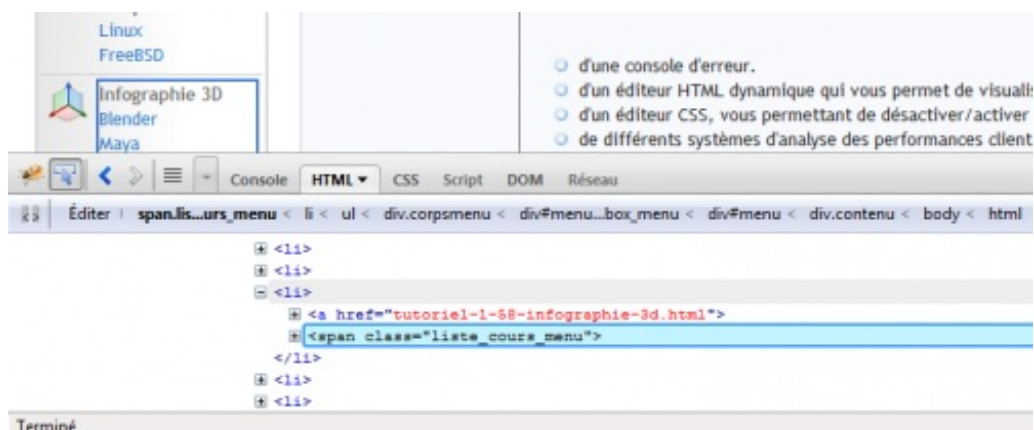 Linux
FreeBSD
Infographie 3D
Blender
Maya
d'une console d'erreur.
d'un éditeur HTML dynamique qui vous permet de visualis
d'un éditeur CSS, vous permettant de désactiver/activer
de différents systèmes d'analyse des performances client
Console HTML CSS Script DOM Réseau
Éditer span.lis...urs_menu < li < ul < div.corpsmenu < div#menu...box_menu < div#menu < div.contenu < body < html
<li>
<li>
<li>
<a href="tutoriel-1-58-infographie-3d.html">
<span class="liste_cours_menu">
</li>
<li>
<li>
Terminé